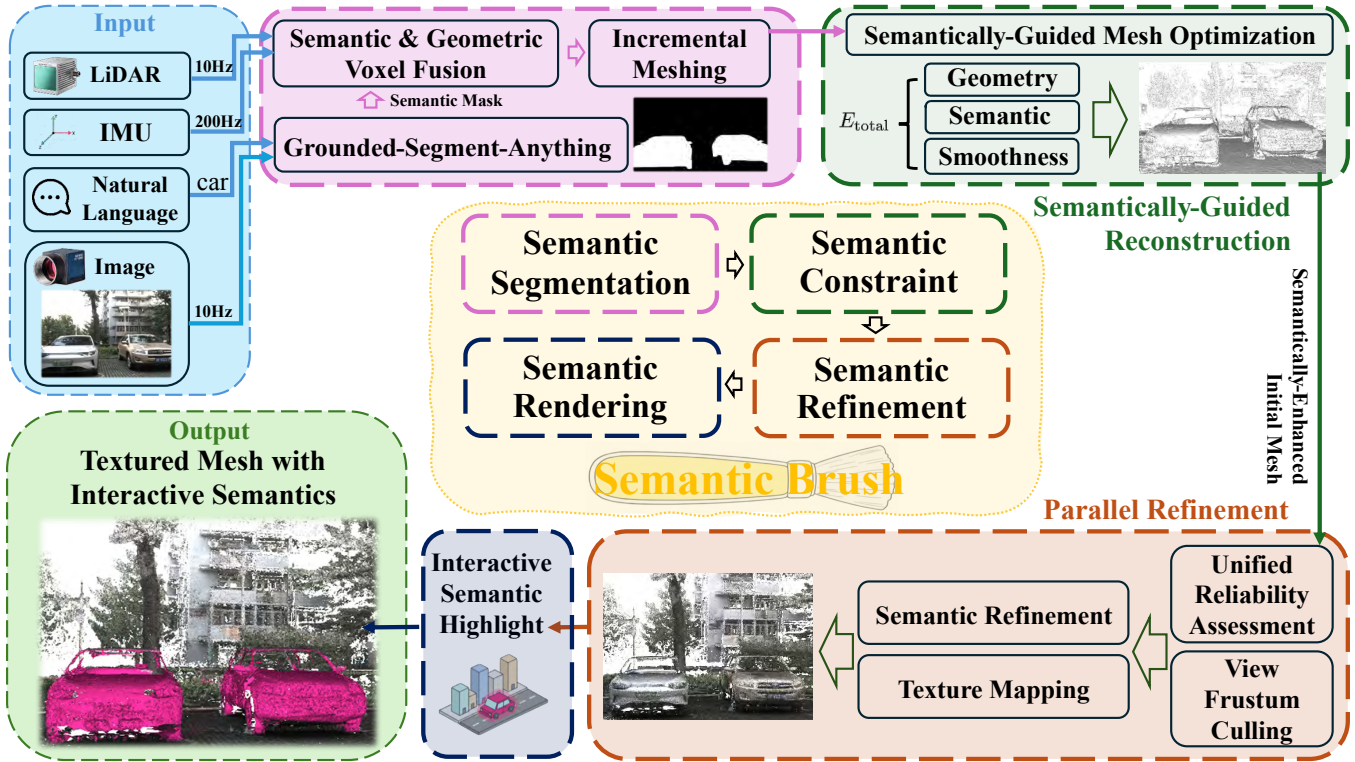 Input
LiDAR
10Hz
IMU
200Hz
Natural
Language
car
Image
10Hz
Semantic & Geometric
Voxel Fusion
Incremental
Meshing
Semantic Mask
Grounded-Segment-Anything
Semantically-Guided Mesh Optimization
E_total
Geometry
Semantic
Smoothness
Semantically-Guided
Reconstruction
Semantically-Enhanced
Initial Mesh
Semantic
Segmentation
Semantic
Constraint
Semantic
Rendering
Semantic
Refinement
Semantic Brush
Parallel Refinement
Unified
Reliability
Assessment
View
Frustum
Culling
Semantic Refinement
Texture Mapping
Interactive
Semantic
Highlight
Output
Textured Mesh with
Interactive Semantics